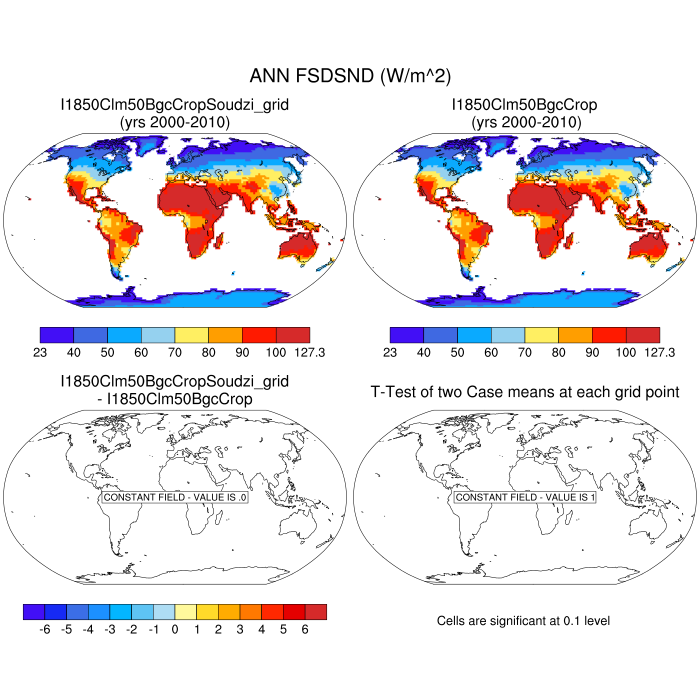 ANN FSDSND (W/m^2)
I1850Clm50BgcCropSoudzi_grid
(yrs 2000-2010)
I1850Clm50BgcCrop
(yrs 2000-2010)
23 40 50 60 70 80 90 100 127.3
23 40 50 60 70 80 90 100 127.3
I1850Clm50BgcCropSoudzi_grid
- I1850Clm50BgcCrop
T-Test of two Case means at each grid point
CONSTANT FIELD - VALUE IS .0
CONSTANT FIELD - VALUE IS 1
-6 -5 -4 -3 -2 -1 0 1 2 3 4 5 6
Cells are significant at 0.1 level